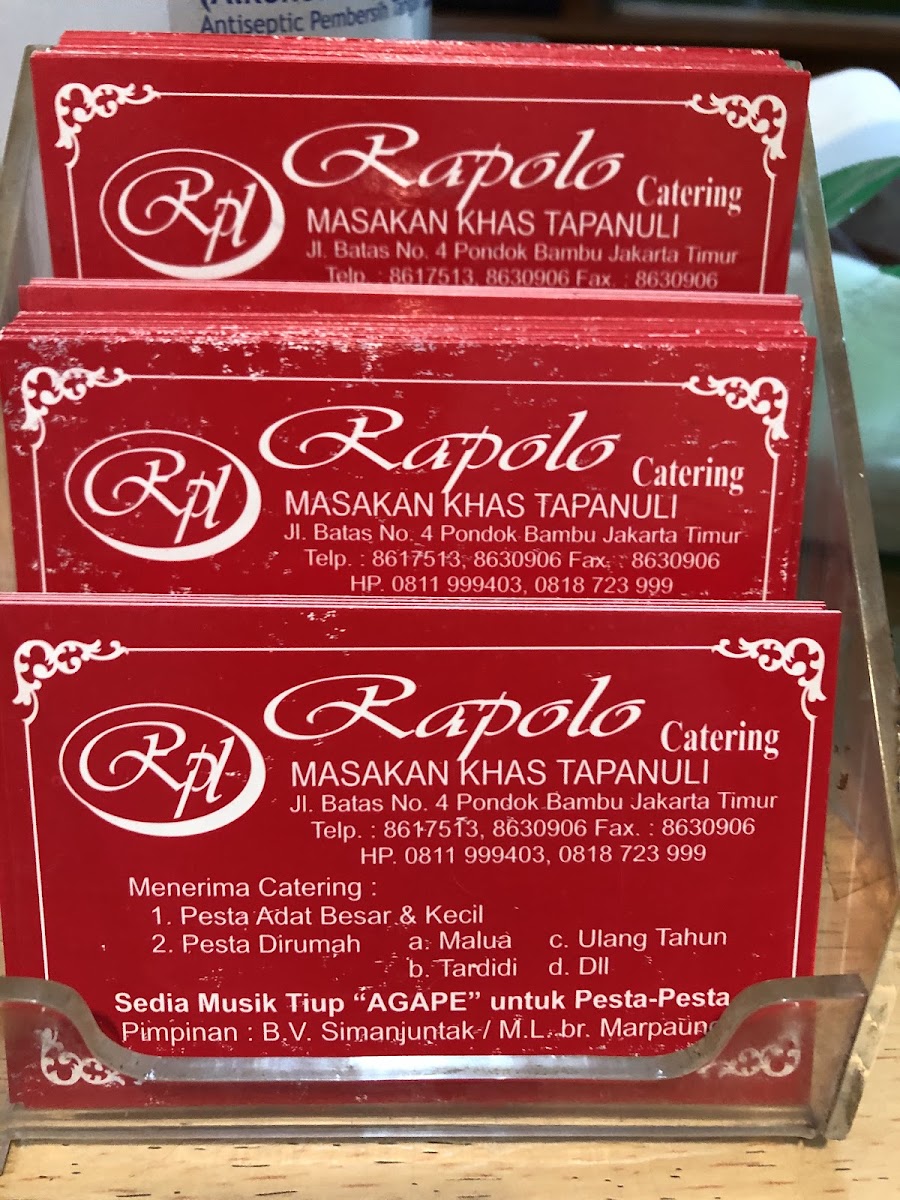 Antiseptic Pembersih
Rpl
Rapolo
Catering
MASAKAN KHAS TAPANULI
Jl. Batas No. 4 Pondok Bambu Jakarta Timur
Telp. : 8617513, 8630906 Fax. : 8630906
Rpl
Rapolo
Catering
MASAKAN KHAS TAPANULI
Jl. Batas No. 4 Pondok Bambu Jakarta Timur
Telp. : 8617513, 8630906 Fax. : 8630906
HP. 0811 999403, 0818 723 999
Rpl
Rapolo
Catering
MASAKAN KHAS TAPANULI
Jl. Batas No. 4 Pondok Bambu Jakarta Timur
Telp. : 8617513, 8630906 Fax. : 8630906
HP. 0811 999403, 0818 723 999
Menerima Catering :
1. Pesta Adat Besar & Kecil
2. Pesta Dirumah a. Malua c. Ulang Tahun
b. Tardidi d. Dll
Sedia Musik Tiup “AGAPE” untuk Pesta-Pesta
Pimpinan : B.V. Simanjuntak / M.L. br. Marpaung